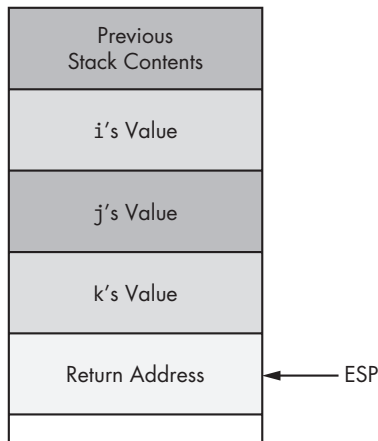 Previous
Stack Contents
i's Value
j's Value
k's Value
Return Address
ESP